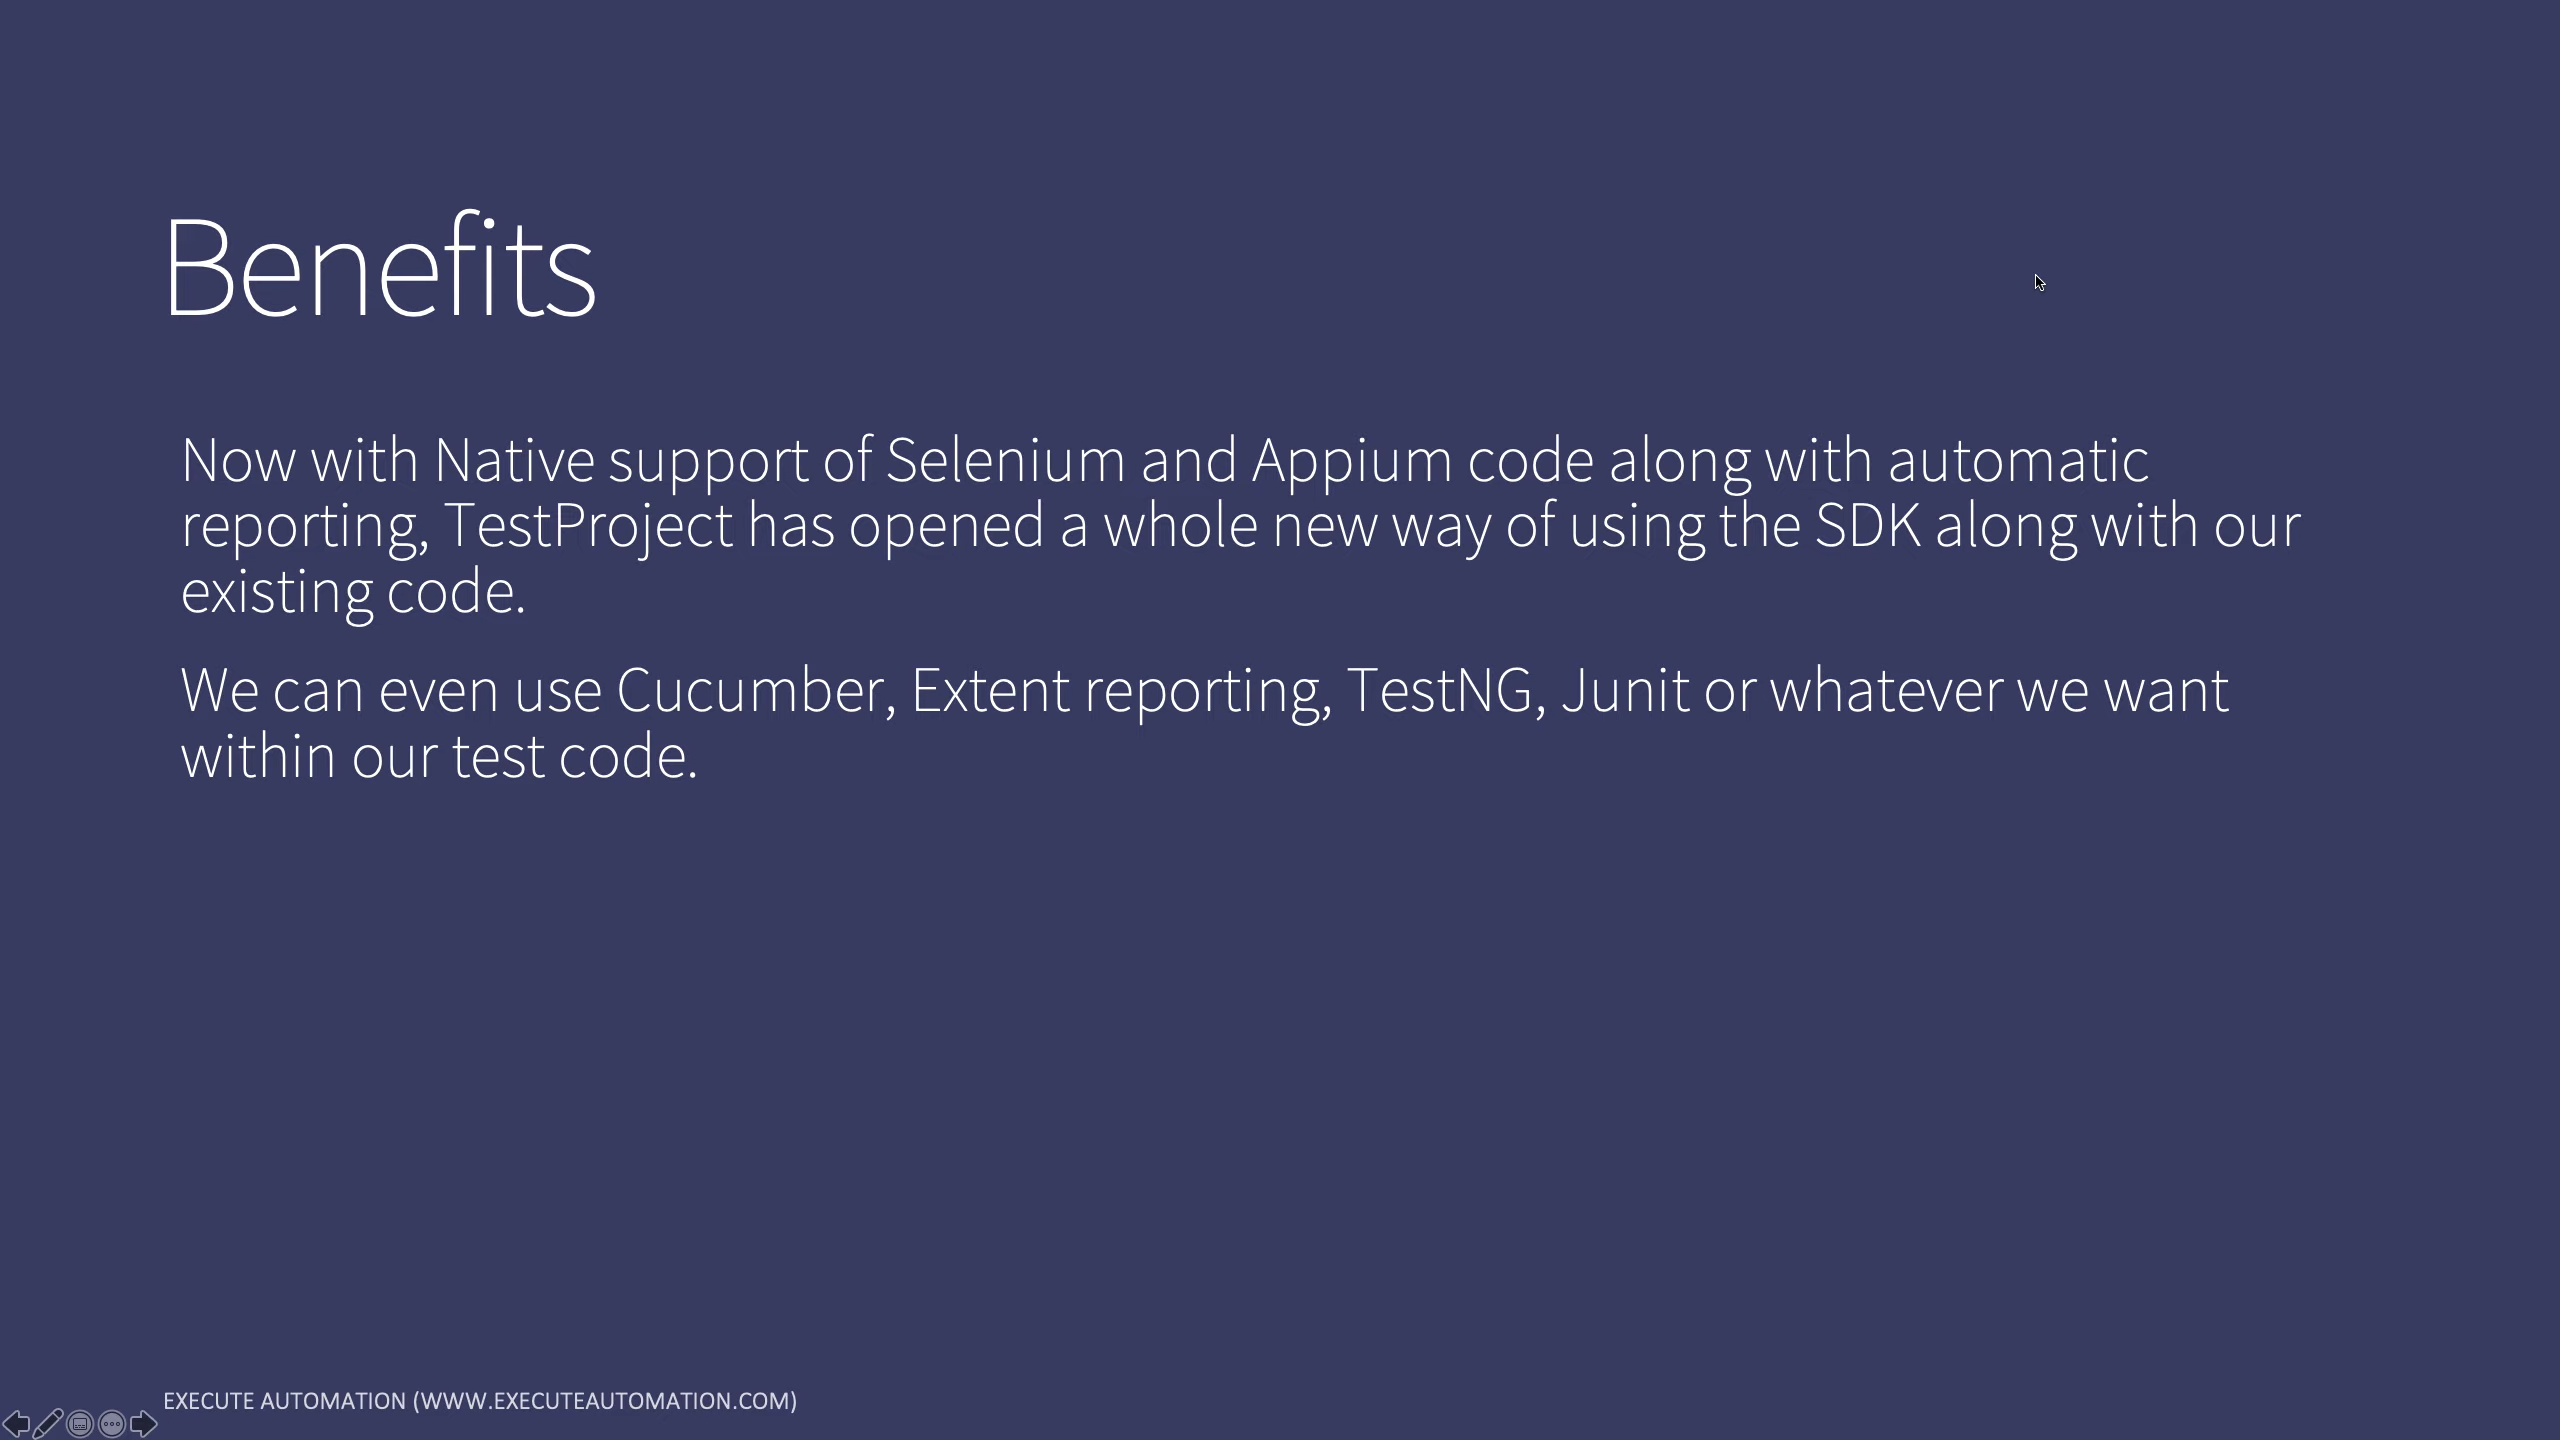 Benefits
Now with Native support of Selenium and Appium code along with automatic
reporting, TestProject has opened a whole new way of using the SDK along with our
existing code.
We can even use Cucumber, Extent reporting, TestNG, Junit or whatever we want
within our test code.
EXECUTE AUTOMATION (WWW.EXECUTEAUTOMATION.COM)